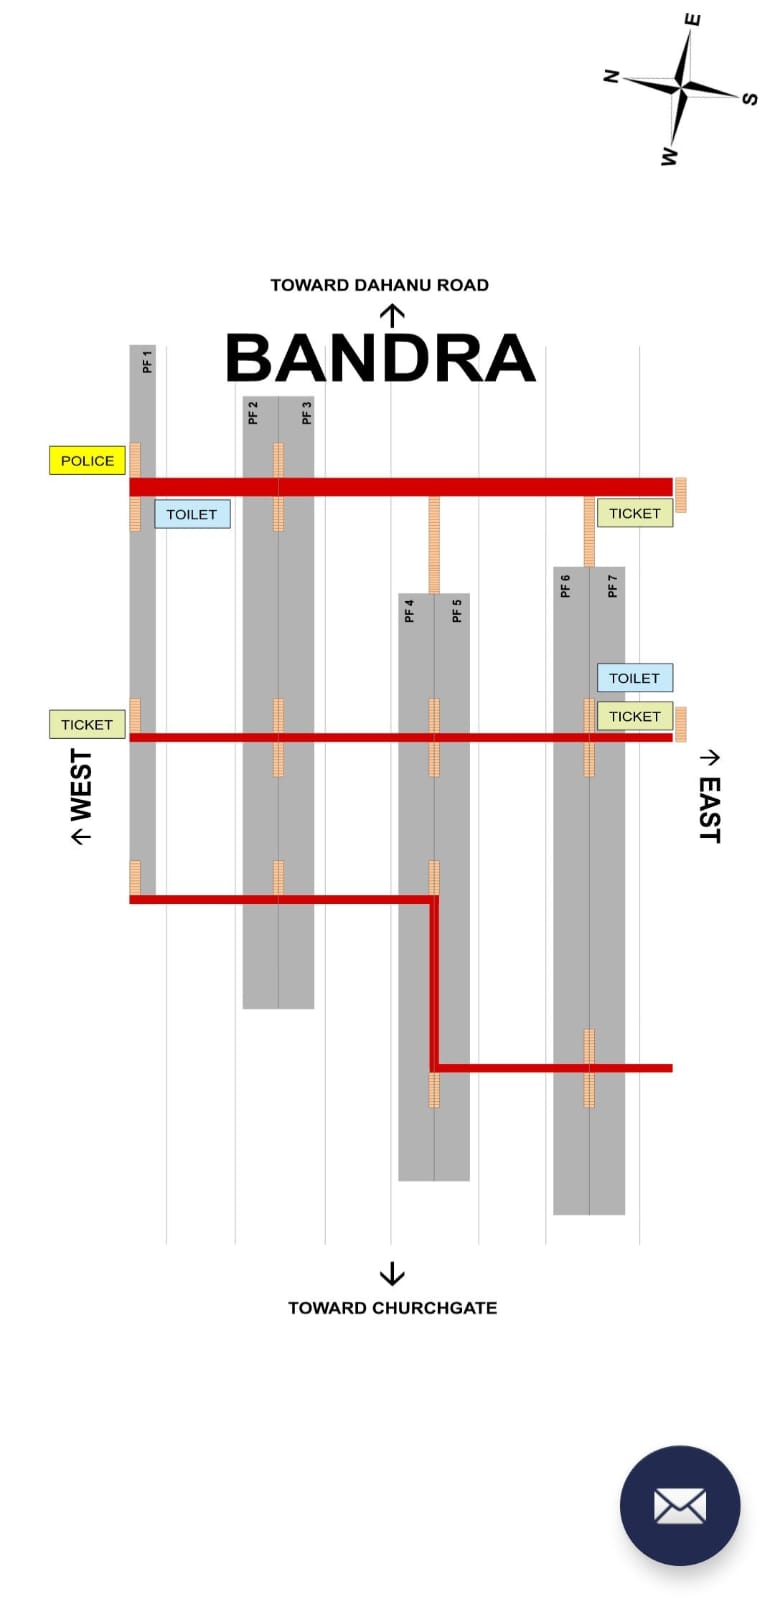 E
N
S
W
TOWARD DAHANU ROAD
↑
BANDRA
PF 1
PF 2
PF 3
POLICE
TOILET
TICKET
PF 4
PF 5
PF 6
PF 7
TOILET
TICKET
TICKET
← WEST
→ EAST
↓
TOWARD CHURCHGATE